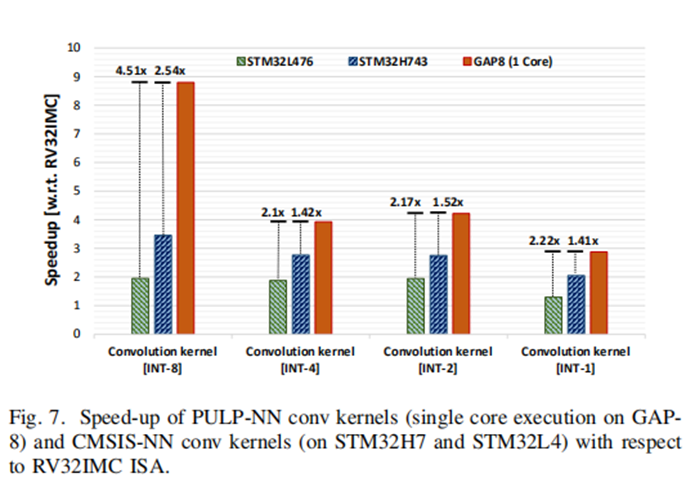 10
9
8
7
6
5
4
3
2
1
0
Speedup [w.r.t. RV32IMC]
STM32L476 STM32H743 GAP8 (1 Core)
4.51x 2.54x
2.1x 1.42x
2.17x 1.52x
2.22x 1.41x
Convolution kernel Convolution kernel Convolution kernel Convolution kernel
[INT-8] [INT-4] [INT-2] [INT-1]
Fig. 7. Speed-up of PULP-NN conv kernels (single core execution on GAP-
8) and CMSIS-NN conv kernels (on STM32H7 and STM32L4) with respect
to RV32IMC ISA.